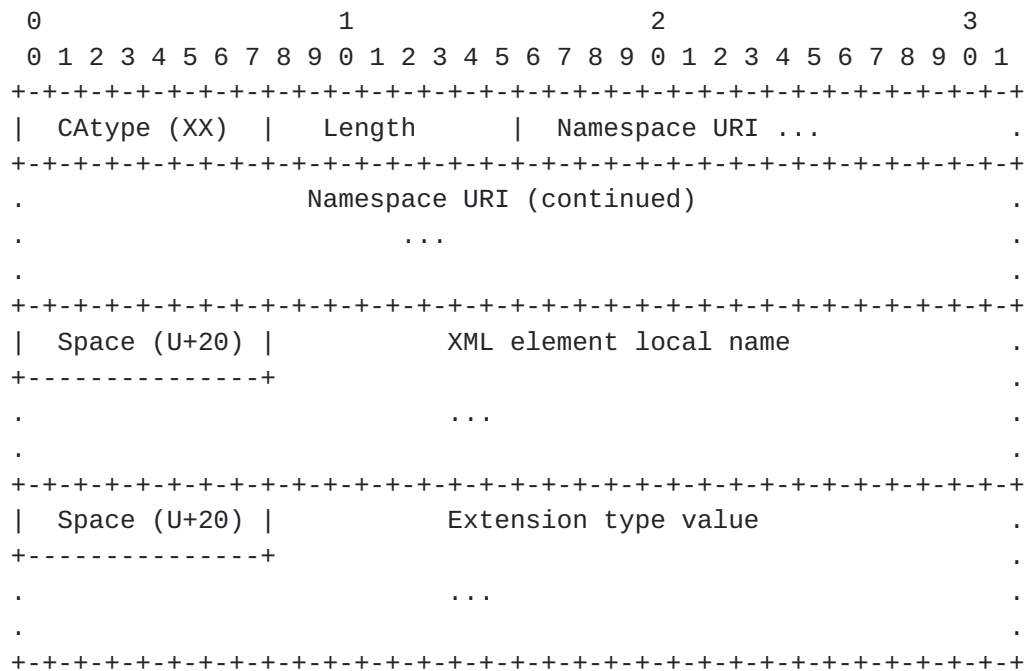 0                   1                   2                   3
 0 1 2 3 4 5 6 7 8 9 0 1 2 3 4 5 6 7 8 9 0 1 2 3 4 5 6 7 8 9 0 1
+-+-+-+-+-+-+-+-+-+-+-+-+-+-+-+-+-+-+-+-+-+-+-+-+-+-+-+-+-+-+-+-+
|  CAtype (XX)  |   Length      |  Namespace URI ...            .
+-+-+-+-+-+-+-+-+-+-+-+-+-+-+-+-+-+-+-+-+-+-+-+-+-+-+-+-+-+-+-+-+
.                  Namespace URI (continued)                    .
.                        ...                                    .
.                                                               .
+-+-+-+-+-+-+-+-+-+-+-+-+-+-+-+-+-+-+-+-+-+-+-+-+-+-+-+-+-+-+-+-+
|  Space (U+20) |           XML element local name              .
+---------------+                                               .
.                           ...                                 .
.                                                               .
+-+-+-+-+-+-+-+-+-+-+-+-+-+-+-+-+-+-+-+-+-+-+-+-+-+-+-+-+-+-+-+-+
|  Space (U+20) |           Extension type value                .
+---------------+                                               .
.                           ...                                 .
.                                                               .
+-+-+-+-+-+-+-+-+-+-+-+-+-+-+-+-+-+-+-+-+-+-+-+-+-+-+-+-+-+-+-+-+